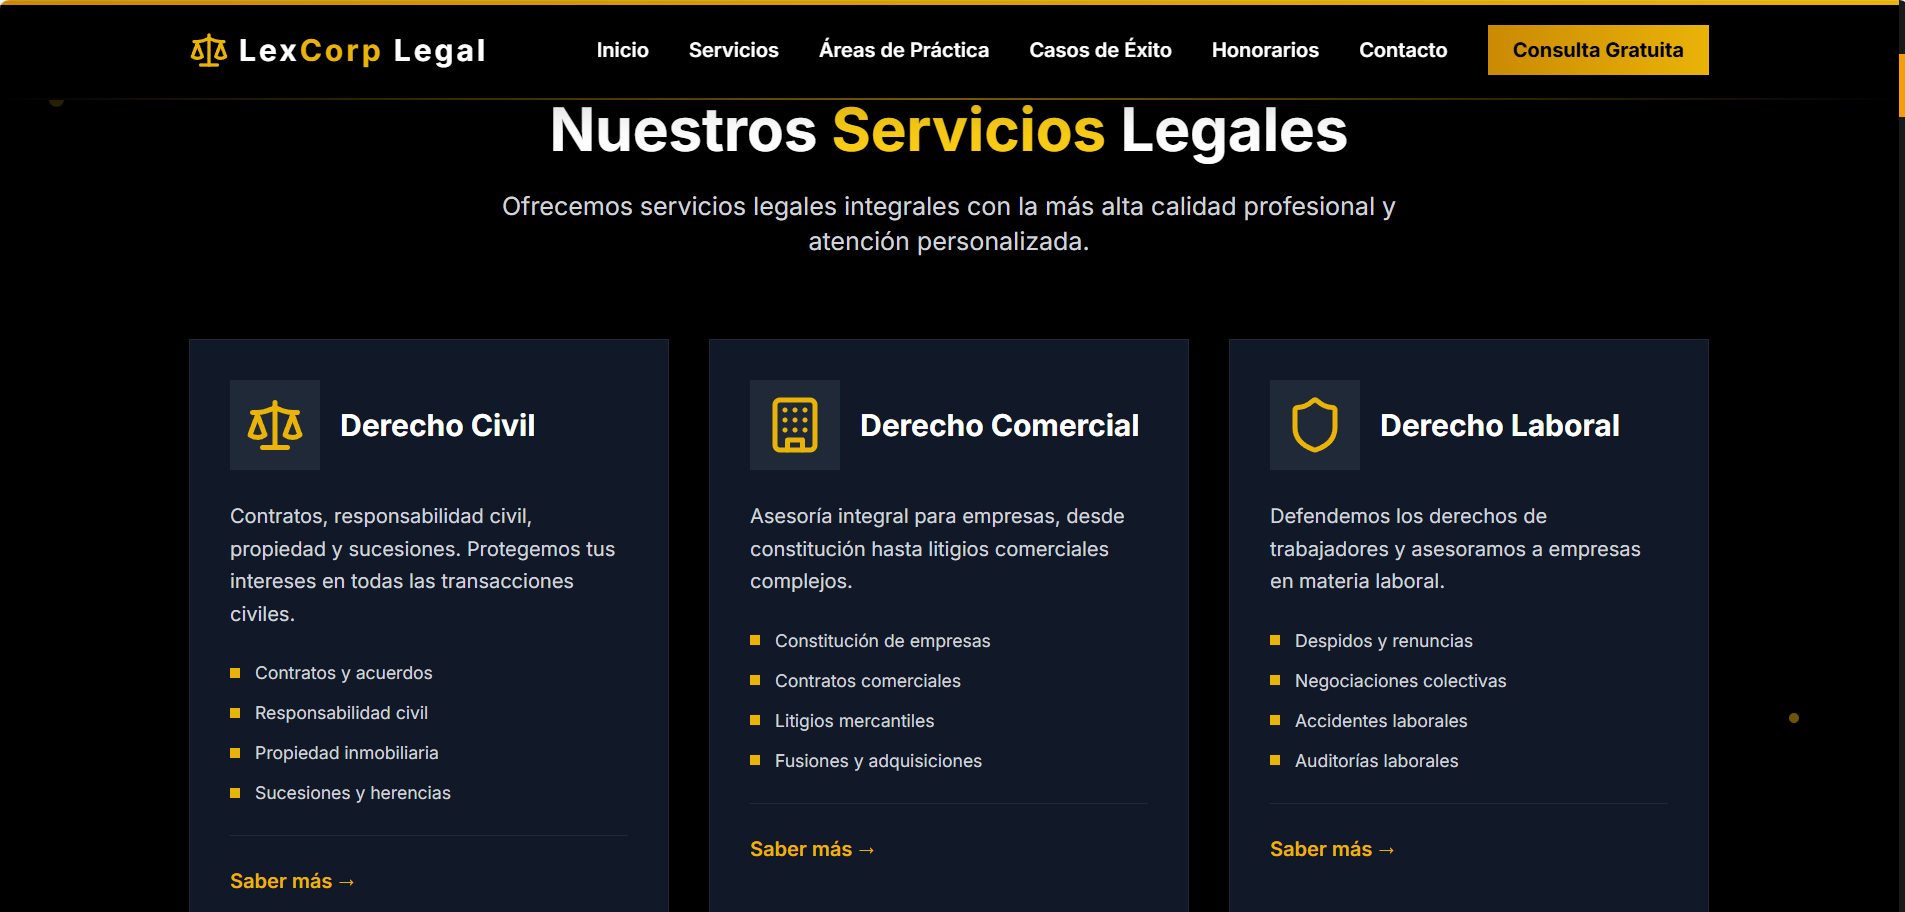 LexCorp Legal
Inicio
Servicios
Áreas de Práctica
Casos de Éxito
Honorarios
Contacto
Consulta Gratuita
Nuestros Servicios Legales
Ofrecemos servicios legales integrales con la más alta calidad profesional y
atención personalizada.
Derecho Civil
Contratos, responsabilidad civil,
propiedad y sucesiones. Protegemos tus
intereses en todas las transacciones
civiles.
Contratos y acuerdos
Responsabilidad civil
Propiedad inmobiliaria
Sucesiones y herencias
Saber más →
Derecho Comercial
Asesoría integral para empresas, desde
constitución hasta litigios comerciales
complejos.
Constitución de empresas
Contratos comerciales
Litigios mercantiles
Fusiones y adquisiciones
Saber más →
Derecho Laboral
Defendemos los derechos de
trabajadores y asesoramos a empresas
en materia laboral.
Despidos y renuncias
Negociaciones colectivas
Accidentes laborales
Auditorías laborales
Saber más →